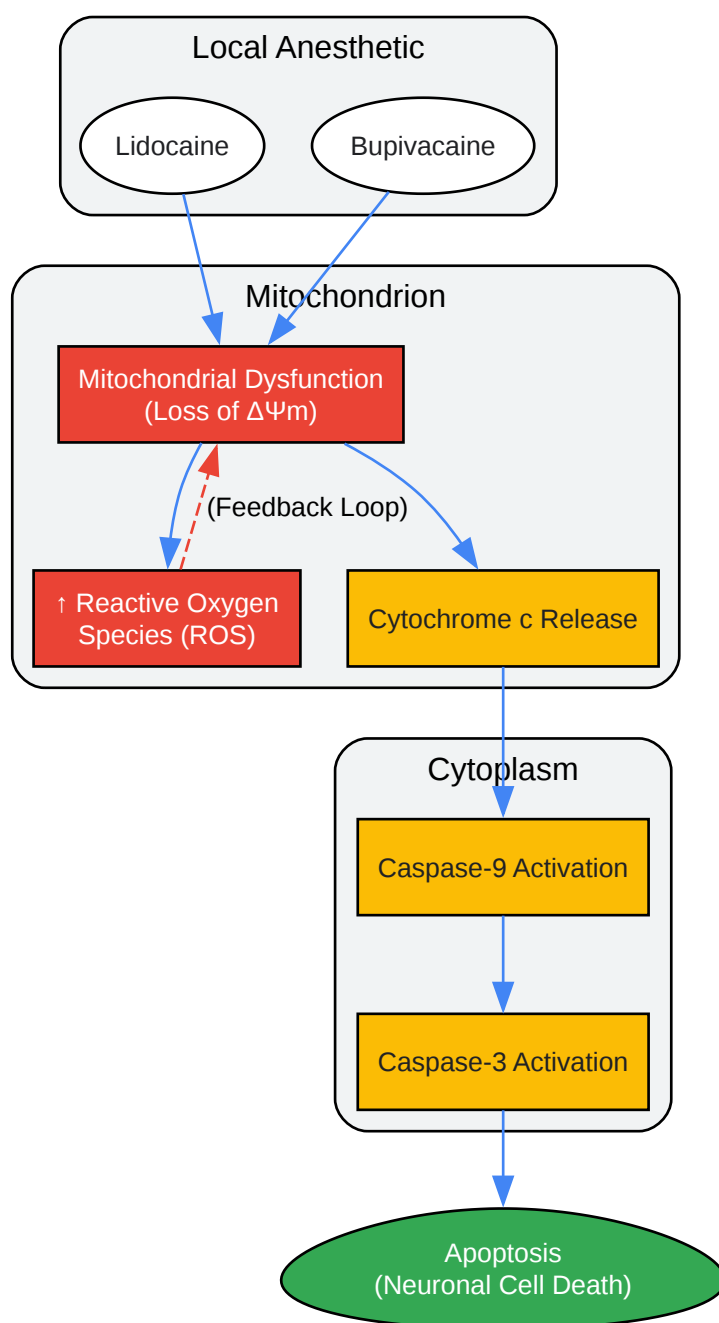 Local Anesthetic
Lidocaine
Bupivacaine
Mitochondrion
Mitochondrial Dysfunction
(Loss of ΔΨm)
(Feedback Loop)
↑ Reactive Oxygen
Species (ROS)
Cytochrome c Release
Cytoplasm
Caspase-9 Activation
Caspase-3 Activation
Apoptosis
(Neuronal Cell Death)